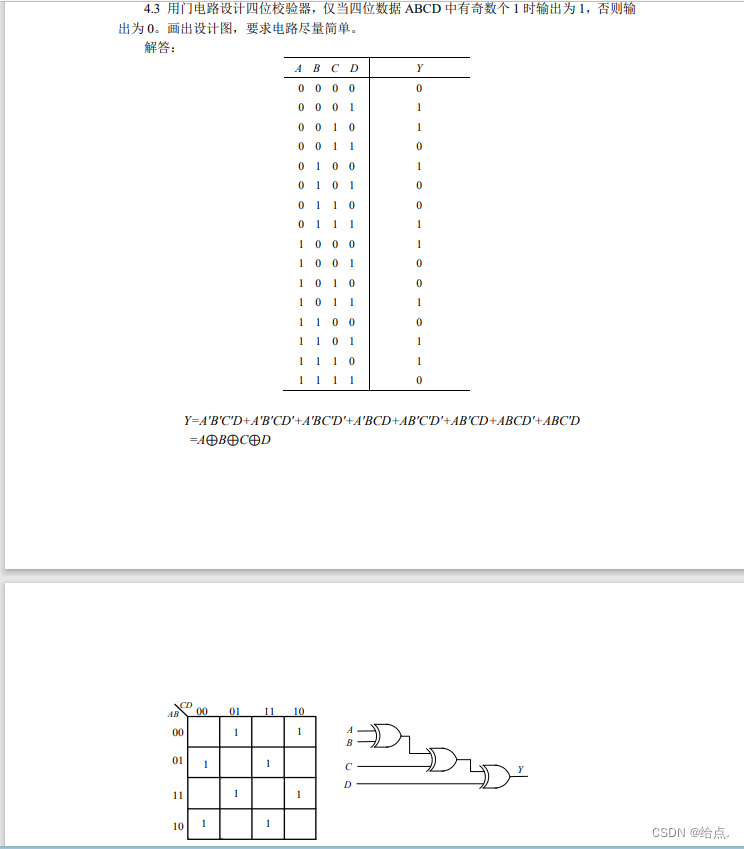 4.3 用门电路设计四位校验器，仅当四位数据 ABCD 中有奇数个 1 时输出为 1，否则输
出为 0。画出设计图，要求电路尽量简单。
解答：
A B C D Y
0 0 0 0 0
0 0 0 1 1
0 0 1 0 1
0 0 1 1 0
0 1 0 0 1
0 1 0 1 0
0 1 1 0 0
0 1 1 1 1
1 0 0 0 1
1 0 0 1 0
1 0 1 0 0
1 0 1 1 1
1 1 0 0 0
1 1 0 1 1
1 1 1 0 1
1 1 1 1 0
Y=A'B'C'D+A'B'CD'+A'BC'D'+A'BCD+AB'C'D'+AB'CD+ABCD'+ABC'D
=A⊕B⊕C⊕D
CD
AB
00 01 11 10
00 1 1
01 1 1
11 1 1
10 1 1
A
B
C
D
Y
CSDN @给点.